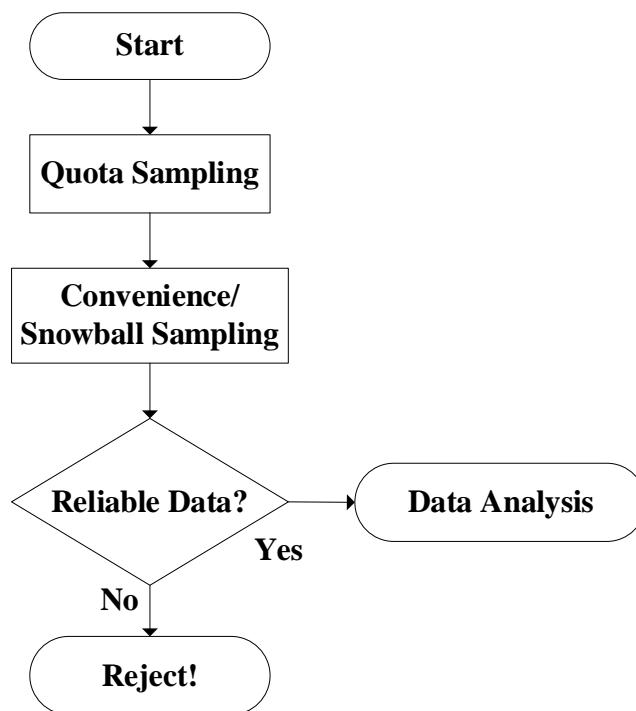 Start
Quota Sampling
Convenience/
Snowball Sampling
Reliable Data?
Data Analysis
Yes
No
Reject!